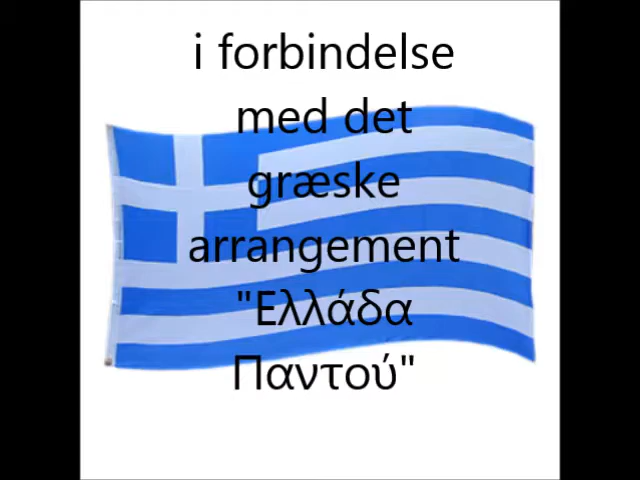 i forbindelse
med det
græske
arrangement
"Ελλάδα
Παντού"